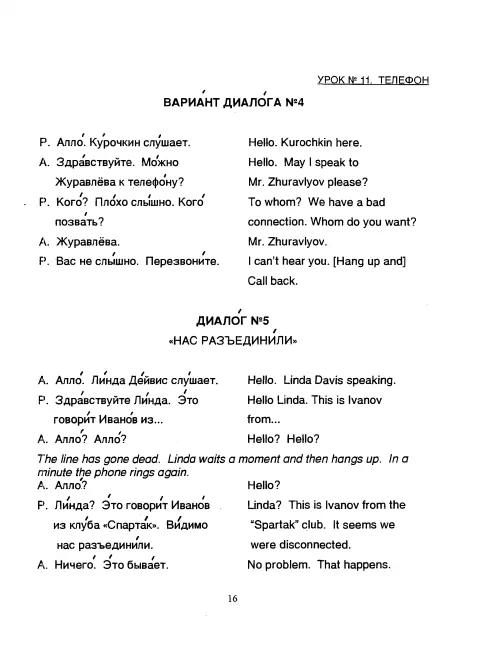 УРОК № 11. ТЕЛЕФОН
ВАРИА́НТ ДИАЛО́ГА №4
Р. Алло́. Ку́рочкин слу́шает. Hello. Kurochkin here.
А. Здра́вствуйте. Мо́жно Hello. May I speak to
Журавлёва к телефо́ну? Mr. Zhuravlyov please?
Р. Кого́? Пло́хо слы́шно. Кого́ To whom? We have a bad
позва́ть? connection. Whom do you want?
А. Журавлёва. Mr. Zhuravlyov.
Р. Вас не слы́шно. Перезвони́те. I can't hear you. [Hang up and]
Call back.
ДИАЛО́Г №5
«НАС РАЗЪЕДИНИ́ЛИ»
А. Алло́. Ли́нда Де́йвис слу́шает. Hello. Linda Davis speaking.
Р. Здра́вствуйте Ли́нда. Э́то Hello Linda. This is Ivanov
говори́т Ивано́в из... from...
А. Алло́? Алло́? Hello? Hello?
The line has gone dead. Linda waits a moment and then hangs up. In a
minute the phone rings again.
А. Алло́? Hello?
Р. Ли́нда? Э́то говори́т Ивано́в Linda? This is Ivanov from the
из клу́ба «Спарта́к». Ви́димо "Spartak" club. It seems we
нас разъедини́ли. were disconnected.
А. Ничего́. Э́то быва́ет. No problem. That happens.
16